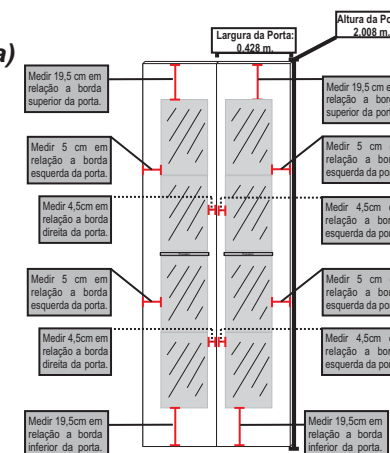 a)
Largura da Porta:
0.428 m.
Altura da Po
2.008 m.
Medir 19,5 cm em
relação a borda
superior da porta.
Medir 5 cm em
relação a borda
esquerda da porta.
Medir 4,5cm em
relação a borda
direita da porta.
Medir 5 cm em
relação a borda
esquerda da porta.
Medir 4,5cm em
relação a borda
direita da porta.
Medir 19,5cm em
relação a borda
inferior da porta.
Medir 19,5 cm e
relação a bord
superior da port
Medir 5 cm
relação a bor
esquerda da por
Medir 4,5cm
relação a bor
esquerda da por
Medir 5 cm
relação a bor
esquerda da por
Medir 4,5cm
relação a bor
esquerda da por
Medir 19,5cm em
relação a borda
inferior da porta.